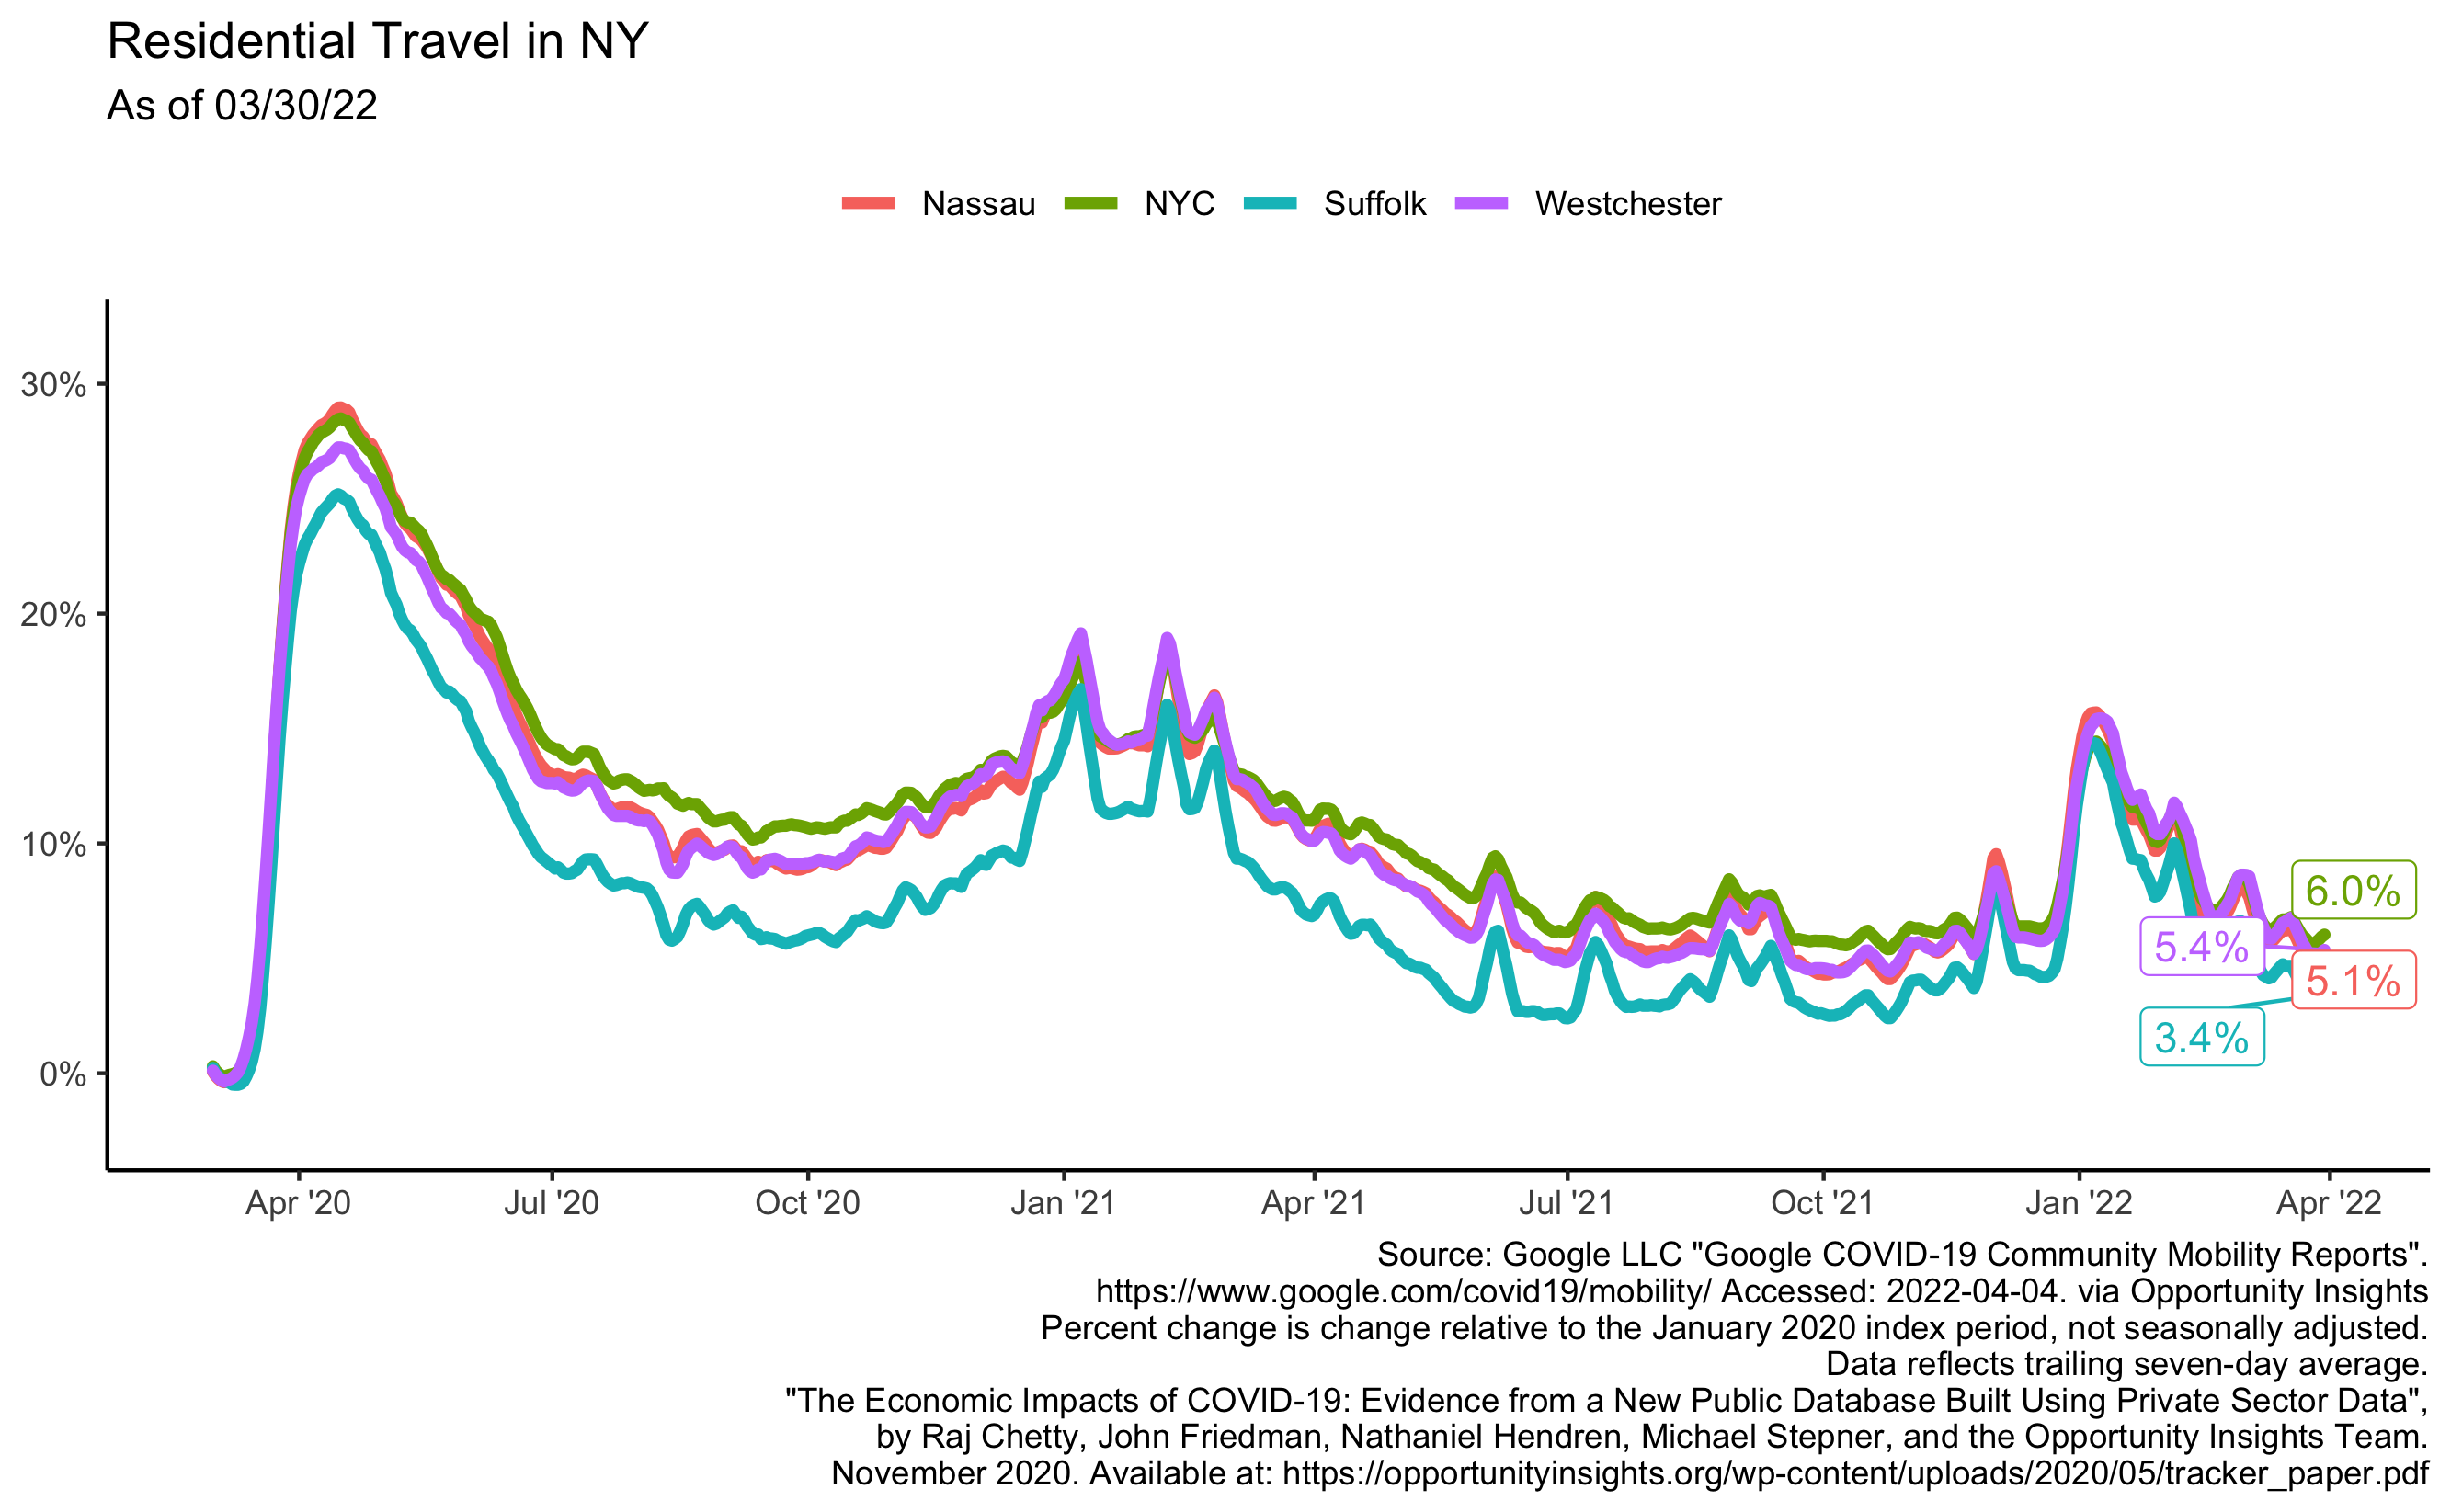 Residential Travel in NY
As of 03/30/22
Nassau NYC Suffolk Westchester
30%
20%
10%
0%
6.0%
5.4%
5.1%
3.4%
Apr '20 Jul '20 Oct '20 Jan '21 Apr '21 Jul '21 Oct '21 Jan '22 Apr '22
Source: Google LLC "Google COVID-19 Community Mobility Reports".
https://www.google.com/covid19/mobility/ Accessed: 2022-04-04. via Opportunity Insights
Percent change is change relative to the January 2020 index period, not seasonally adjusted.
Data reflects trailing seven-day average.
"The Economic Impacts of COVID-19: Evidence from a New Public Database Built Using Private Sector Data",
by Raj Chetty, John Friedman, Nathaniel Hendren, Michael Stepner, and the Opportunity Insights Team.
November 2020. Available at: https://opportunityinsights.org/wp-content/uploads/2020/05/tracker_paper.pdf